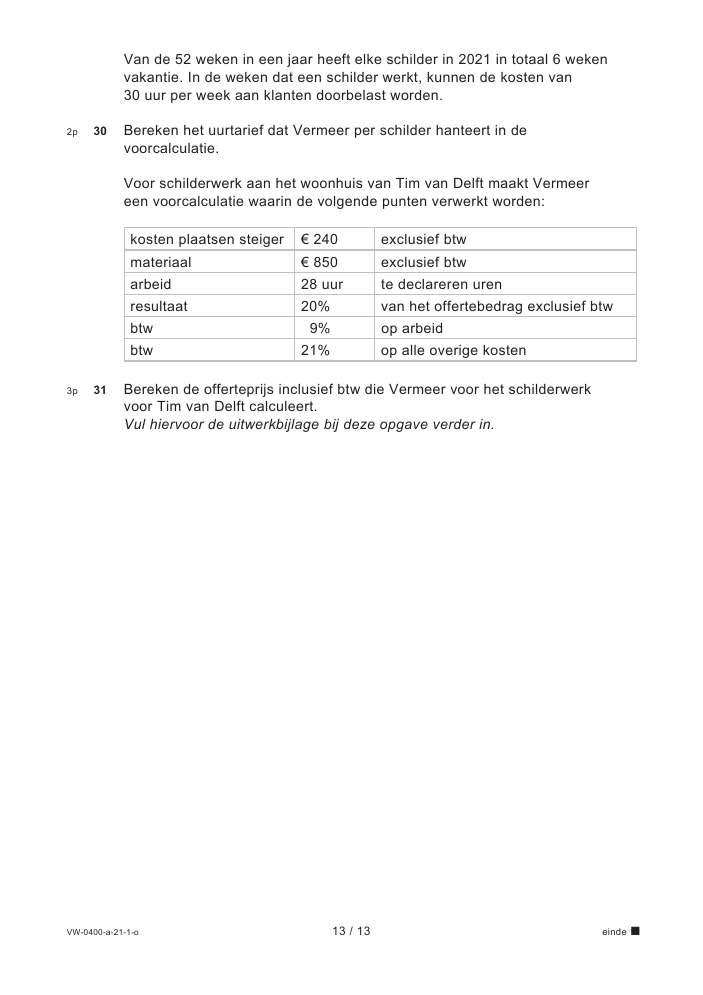 Van de 52 weken in een jaar heeft elke schilder in 2021 in totaal 6 weken
vakantie. In de weken dat een schilder werkt, kunnen de kosten van
30 uur per week aan klanten doorbelast worden.
2p 30 Bereken het uurtarief dat Vermeer per schilder hanteert in de
voorcalculatie.
Voor schilderwerk aan het woonhuis van Tim van Delft maakt Vermeer
een voorcalculatie waarin de volgende punten verwerkt worden:
kosten plaatsen steiger € 240 exclusief btw
materiaal € 850 exclusief btw
arbeid 28 uur te declareren uren
resultaat 20% van het offertebedrag exclusief btw
btw 9% op arbeid
btw 21% op alle overige kosten
3p 31 Bereken de offerteprijs inclusief btw die Vermeer voor het schilderwerk
voor Tim van Delft calculeert.
Vul hiervoor de uitwerkbijlage bij deze opgave verder in.
VW-0400-a-21-1-o 13 / 13 einde ■